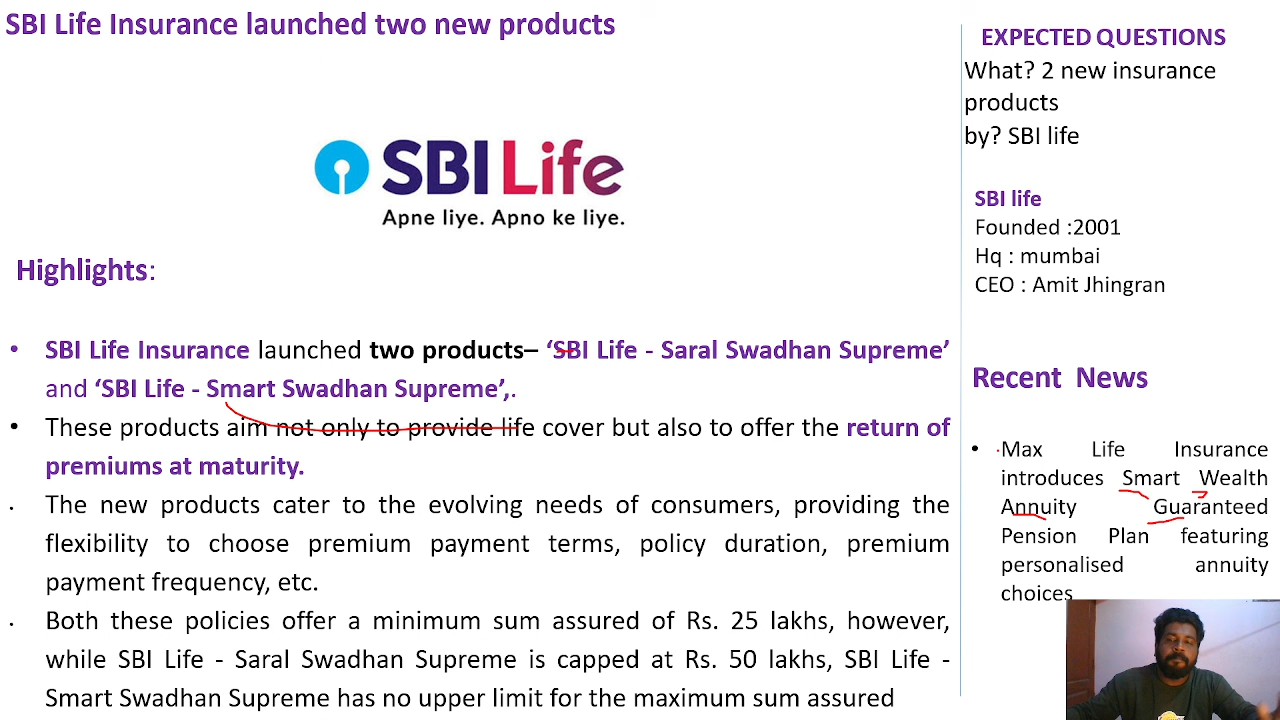 SBI Life Insurance launched two new products
SBI Life
Apne liye. Apno ke liye.
Highlights:
• SBI Life Insurance launched two products– ‘SBI Life - Saral Swadhan Supreme’
and ‘SBI Life - Smart Swadhan Supreme’,.
• These products aim not only to provide life cover but also to offer the return of
premiums at maturity.
• The new products cater to the evolving needs of consumers, providing the
flexibility to choose premium payment terms, policy duration, premium
payment frequency, etc.
• Both these policies offer a minimum sum assured of Rs. 25 lakhs, however,
while SBI Life - Saral Swadhan Supreme is capped at Rs. 50 lakhs, SBI Life -
Smart Swadhan Supreme has no upper limit for the maximum sum assured
EXPECTED QUESTIONS
What? 2 new insurance
products
by? SBI life
SBI life
Founded :2001
Hq : mumbai
CEO : Amit Jhingran
Recent News
• Max Life Insurance
introduces Smart Wealth
Annuity Guaranteed
Pension Plan featuring
personalised annuity
choices